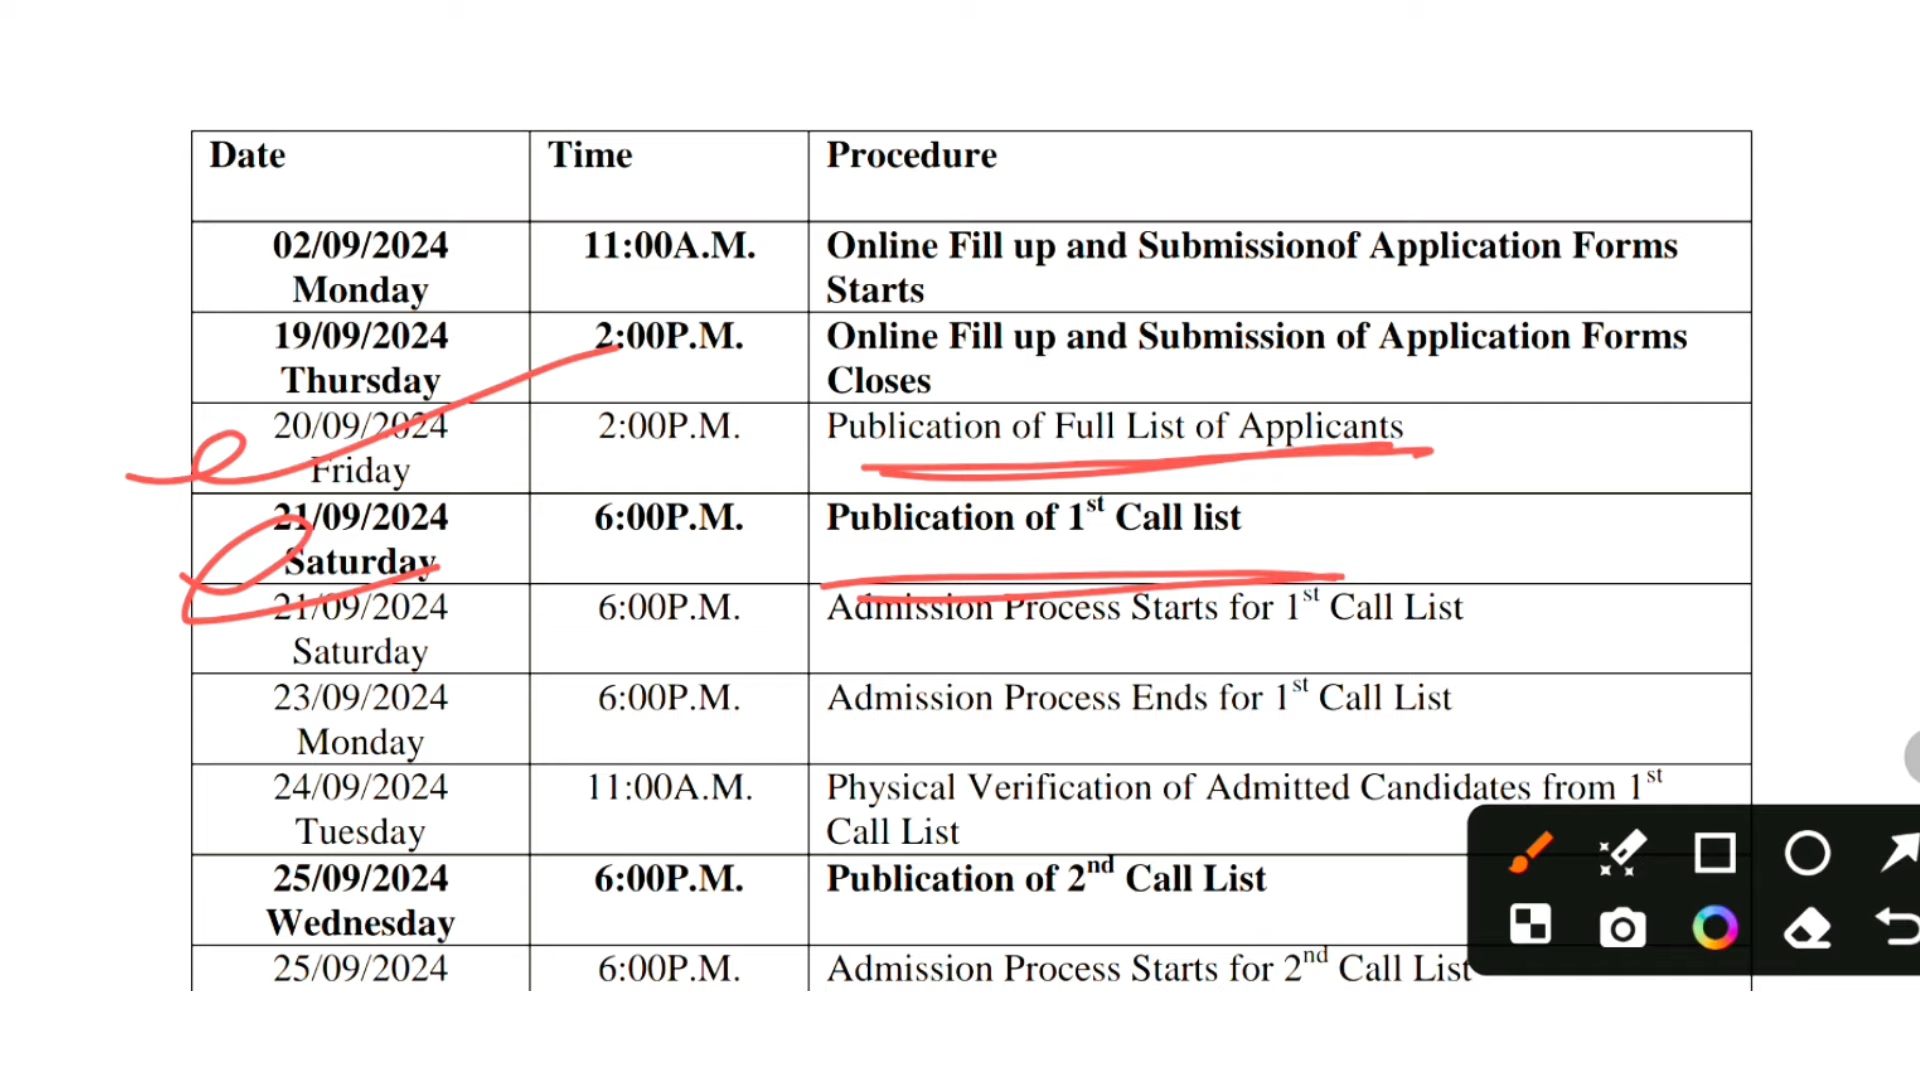 Date Time Procedure
02/09/2024 11:00A.M. Online Fill up and Submissionof Application Forms
Monday Starts
19/09/2024 2:00P.M. Online Fill up and Submission of Application Forms
Thursday Closes
20/09/2024 2:00P.M. Publication of Full List of Applicants
Friday
21/09/2024 6:00P.M. Publication of 1st Call list
Saturday
21/09/2024 6:00P.M. Admission Process Starts for 1st Call List
Saturday
23/09/2024 6:00P.M. Admission Process Ends for 1st Call List
Monday
24/09/2024 11:00A.M. Physical Verification of Admitted Candidates from 1st
Tuesday Call List
25/09/2024 6:00P.M. Publication of 2nd Call List
Wednesday
25/09/2024 6:00P.M. Admission Process Starts for 2nd Call List